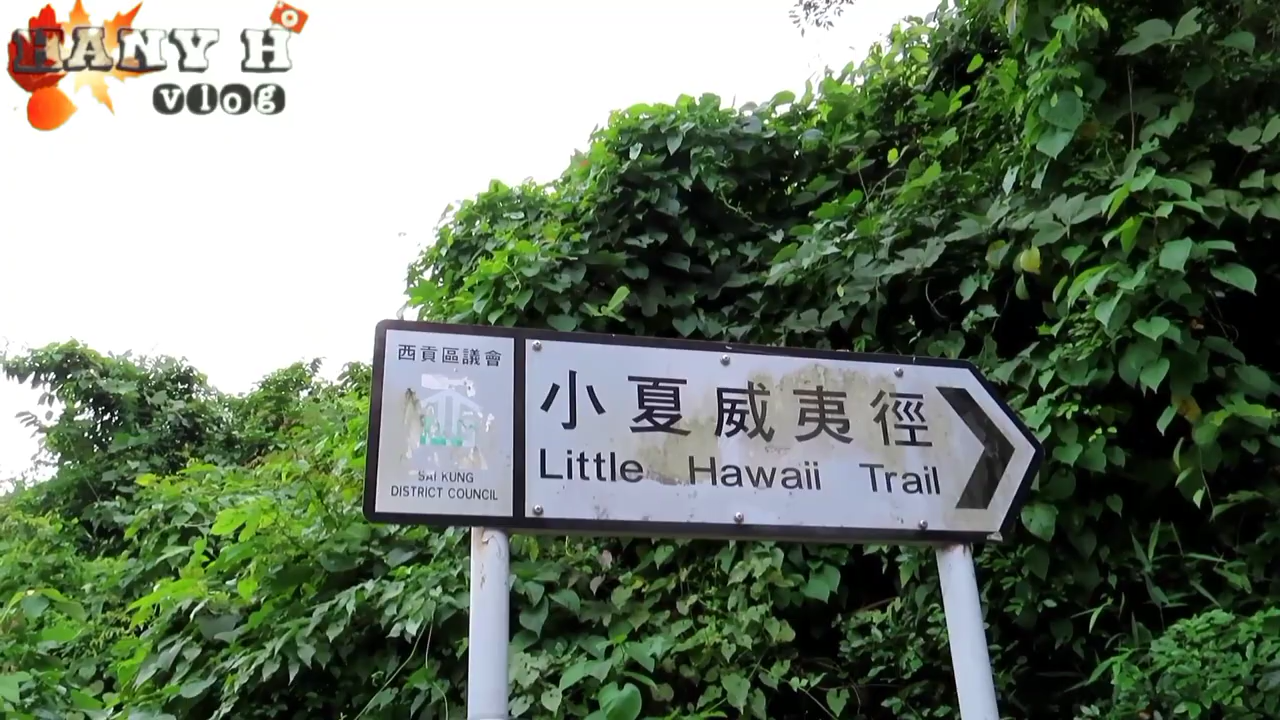 HANY H
vlog
西貢區議會
SAI KUNG
DISTRICT COUNCIL
小夏威夷徑
Little Hawaii Trail